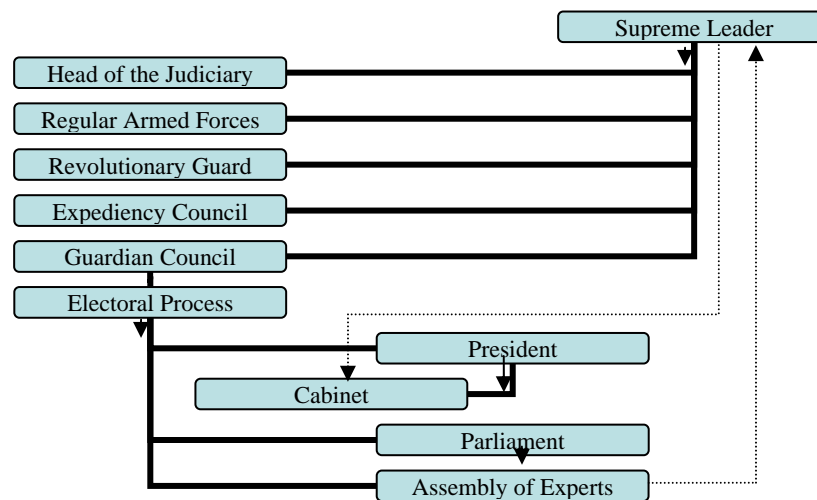 Supreme Leader
Head of the Judiciary
Regular Armed Forces
Revolutionary Guard
Expediency Council
Guardian Council
Electoral Process
President
Cabinet
Parliament
Assembly of Experts